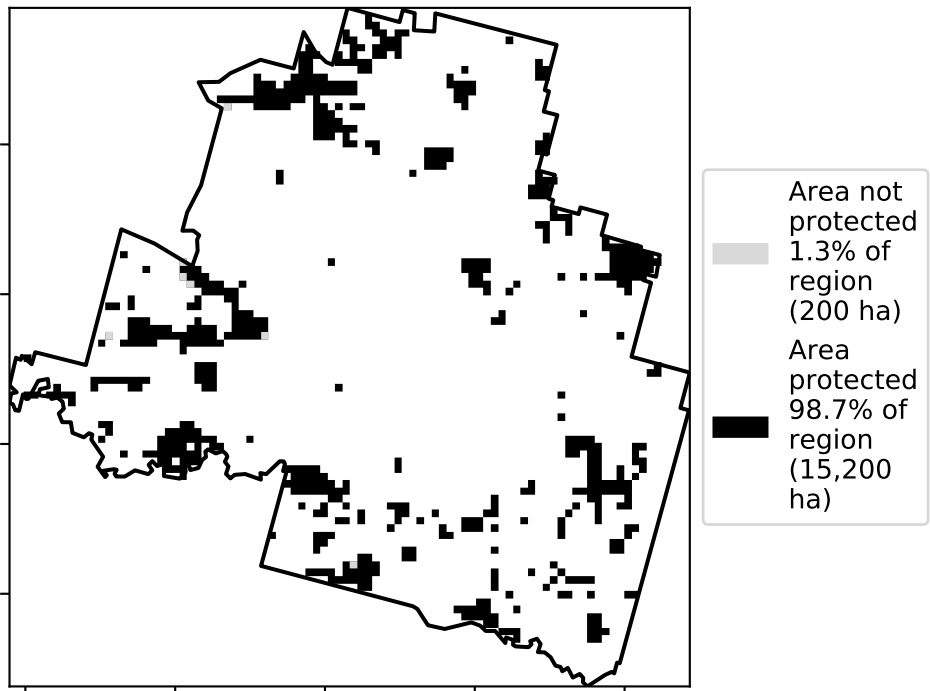 Area not
protected
1.3% of
region
(200 ha)
Area
protected
98.7% of
region
(15,200
ha)